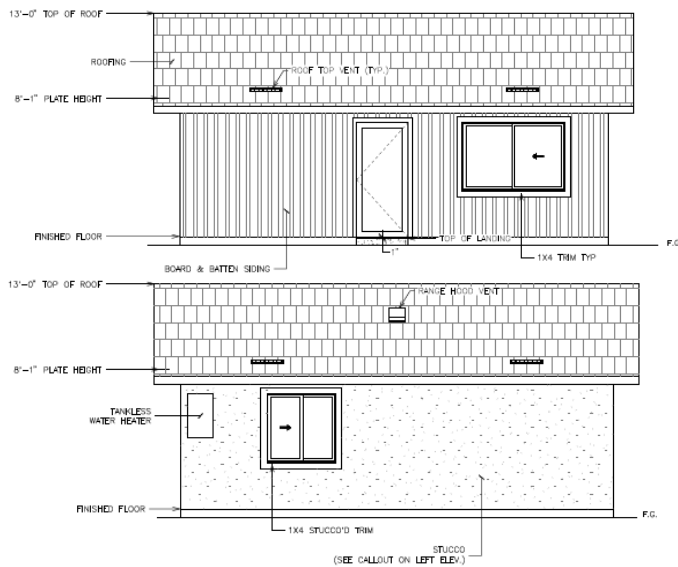 13'-0" TOP OF ROOF
ROOFING
ROOF TOP VENT (TYP.)
8'-1" PLATE HEIGHT
FINISHED FLOOR
TOP OF LANDING
F.G.
1"
1X4 TRIM TYP
BOARD & BATTEN SIDING
13'-0" TOP OF ROOF
RANGE HOOD VENT
8'-1" PLATE HEIGHT
TANKLESS
WATER HEATER
FINISHED FLOOR
F.G.
1X4 STUCCO'D TRIM
STUCCO
(SEE CALLOUT ON LEFT ELEV.)